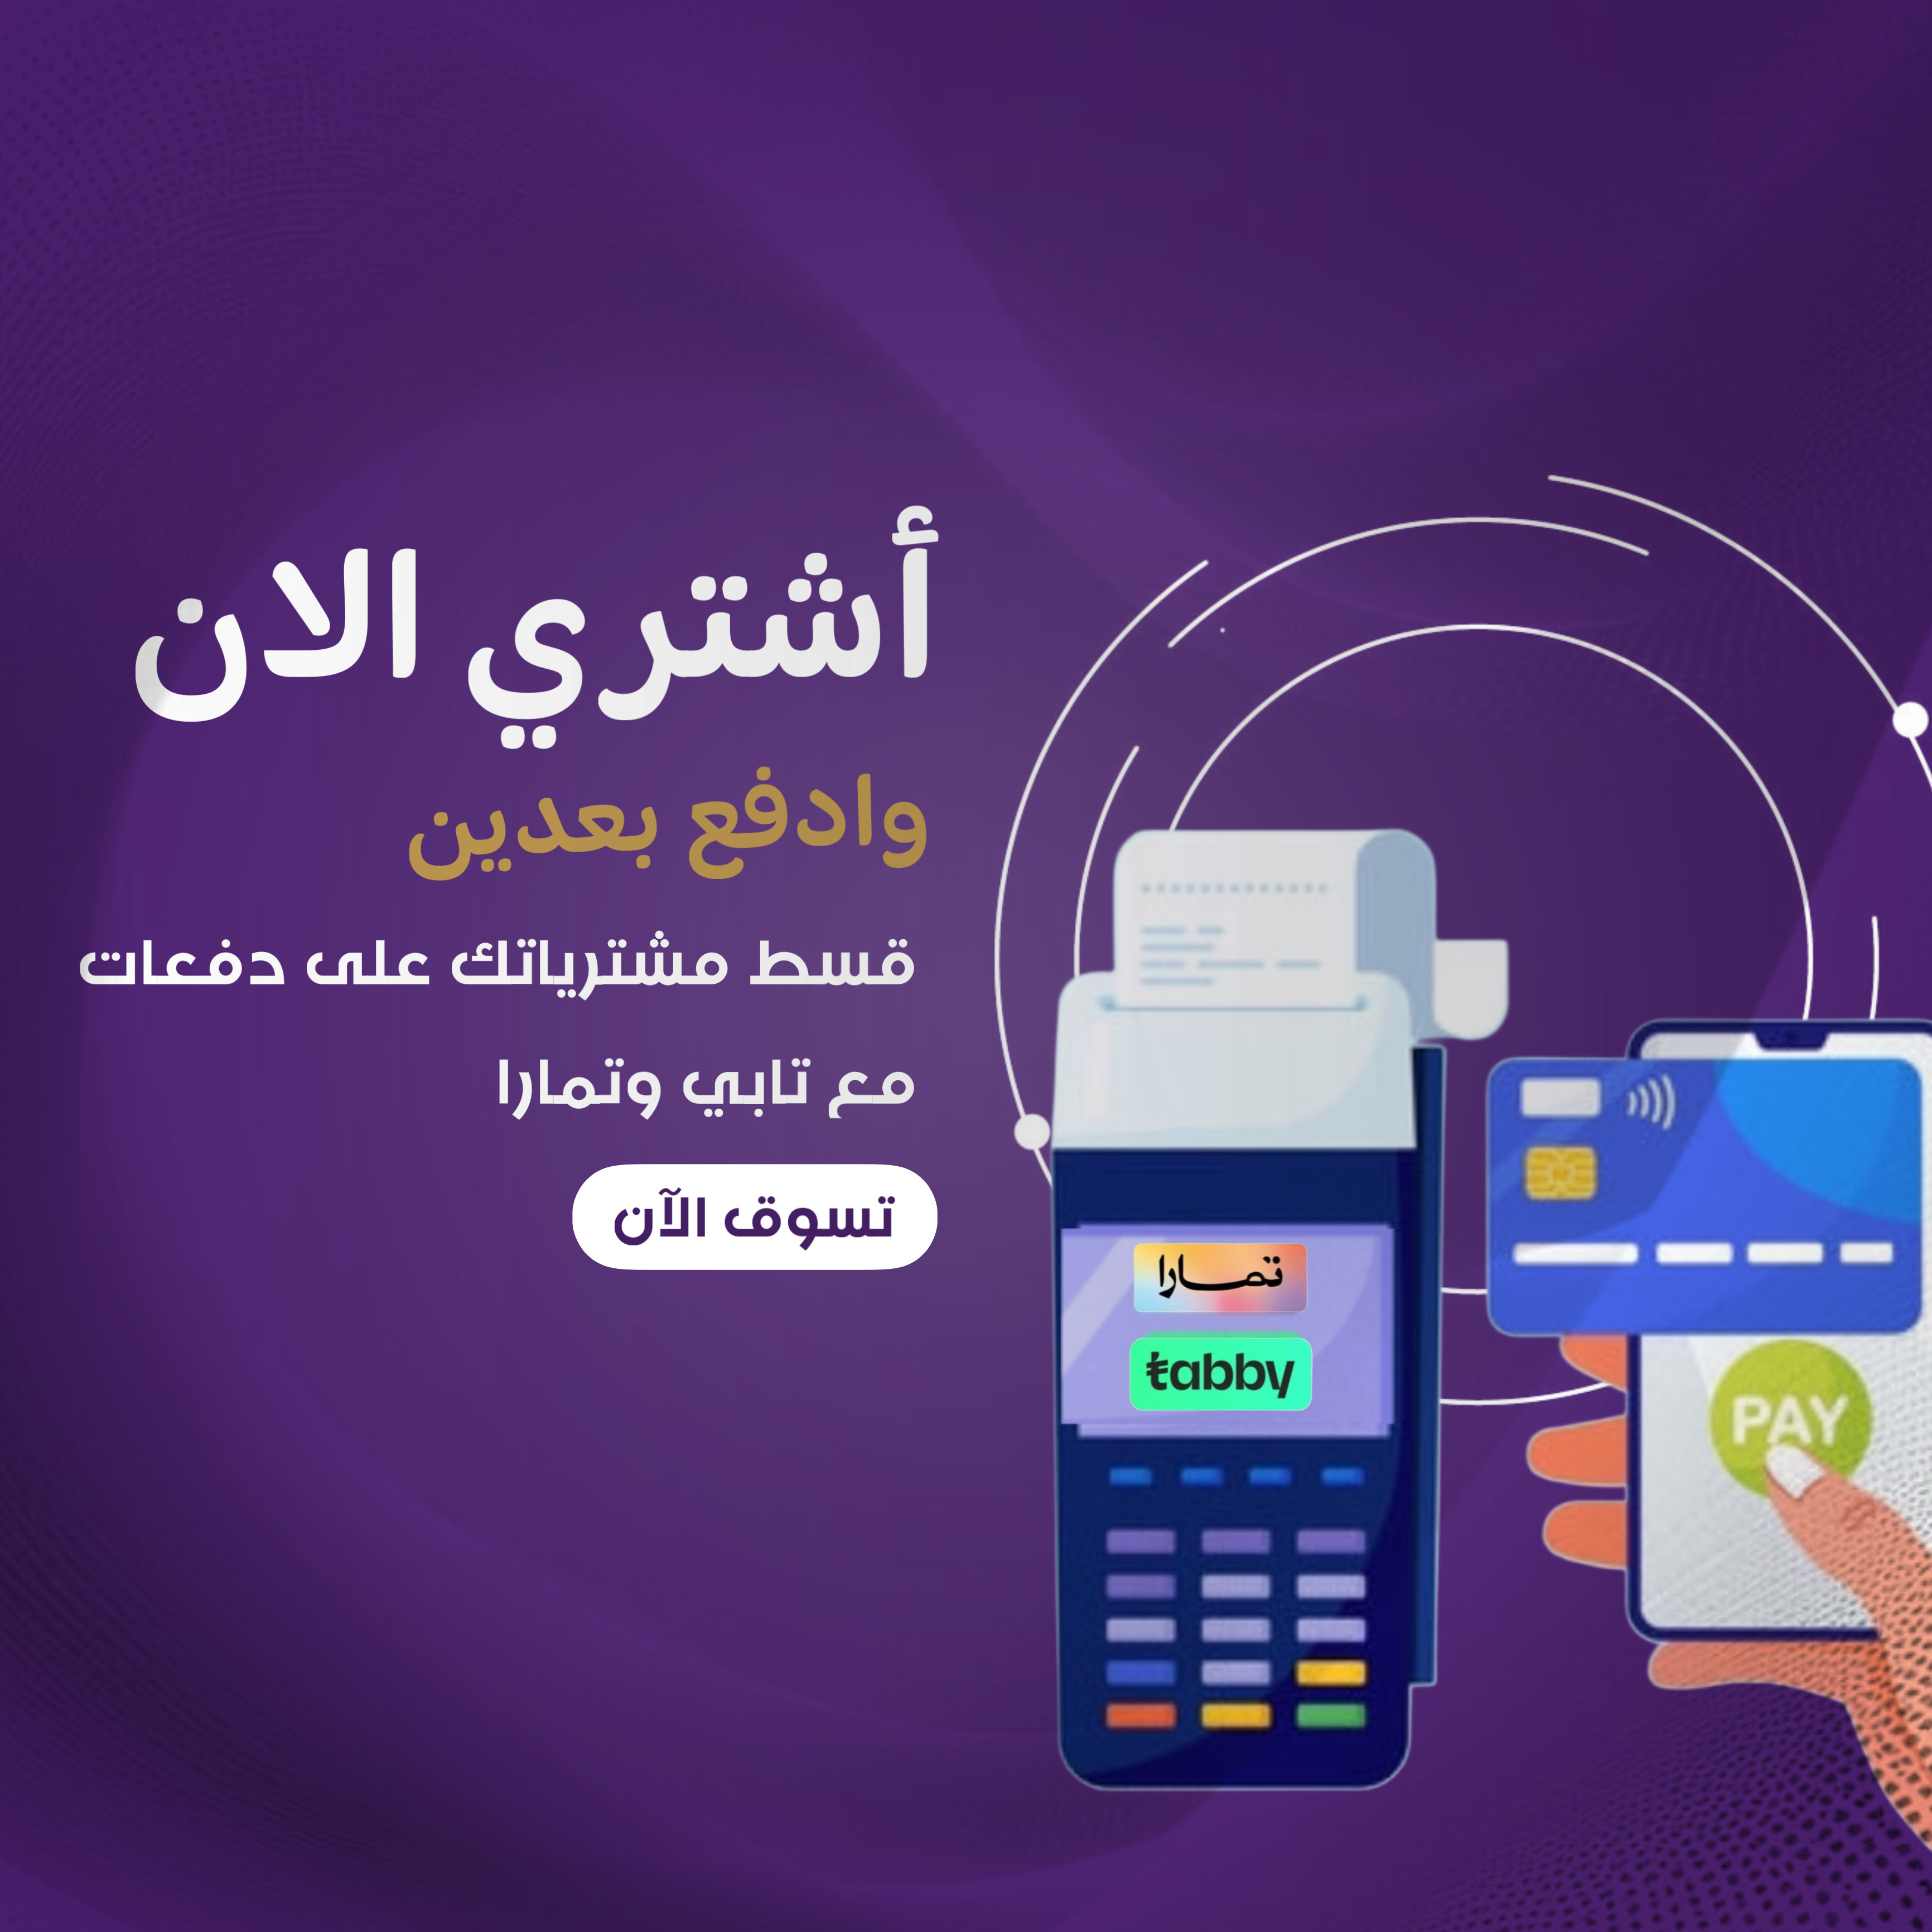 أشتري الان
وادفع بعدين
قسط مشترياتك على دفعات
مع تابي وتمارا
تسوق الآن
تمارا
tabby
PAY